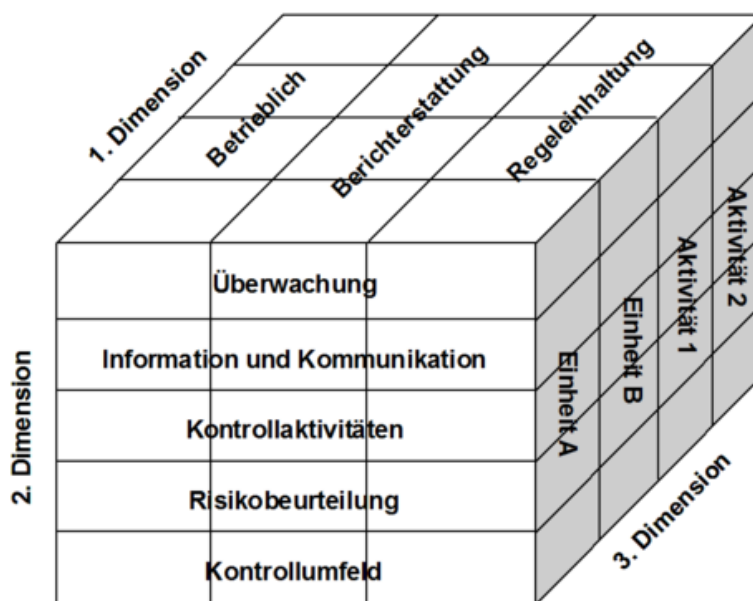 1. Dimension
Betrieblich
Berichterstattung
Regeleinhaltung
2. Dimension
Überwachung
Information und Kommunikation
Kontrollaktivitäten
Risikobeurteilung
Kontrollumfeld
3. Dimension
Einheit A
Einheit B
Aktivität 1
Aktivität 2